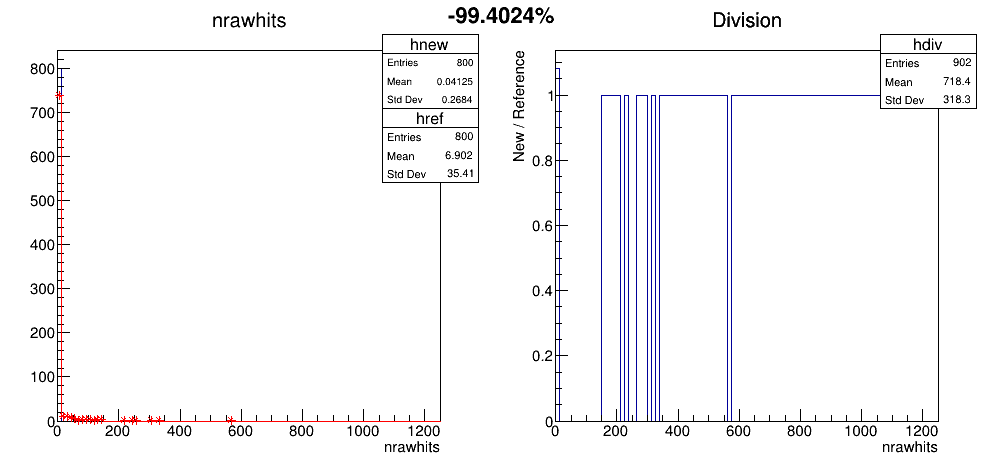 nrawhits
-99.4024%
Division
hnew
Entries 800
Mean 0.04125
Std Dev 0.2684
href
Entries 800
Mean 6.902
Std Dev 35.41
800
700
600
500
400
300
200
100
0
0 200 400 600 800 1000 1200
nrawhits
hdiv
Entries 902
Mean 718.4
Std Dev 318.3
New / Reference
1
0.8
0.6
0.4
0.2
0
0 200 400 600 800 1000 1200
nrawhits